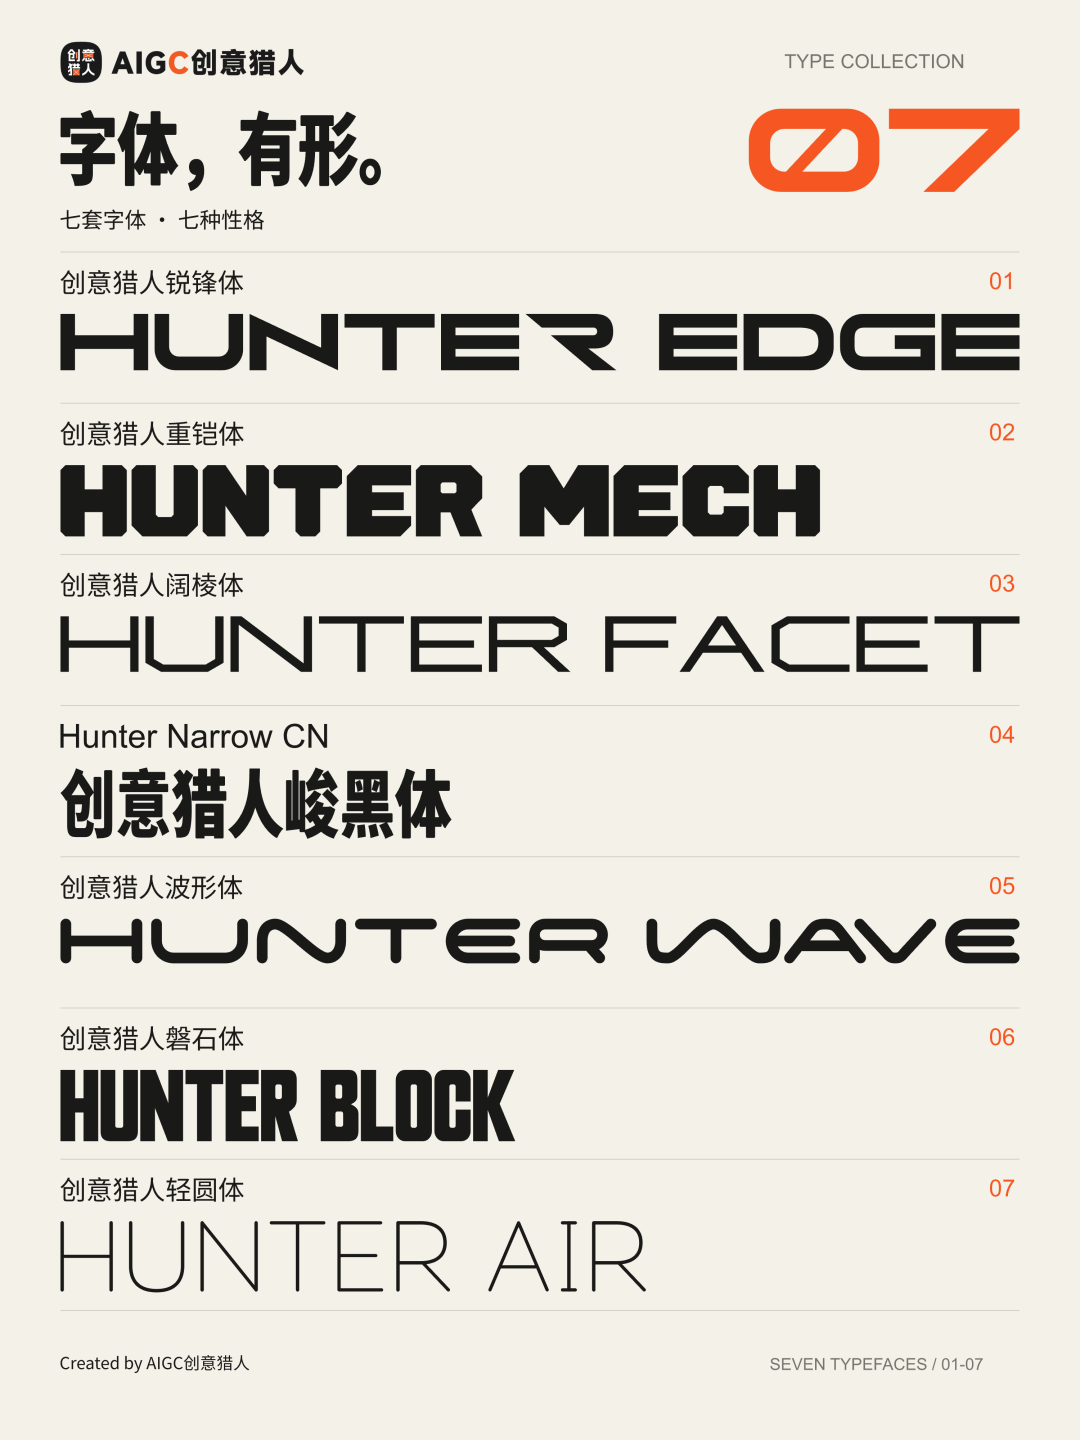 创意猎人
AIGC创意猎人
TYPE COLLECTION
字体，有形。
07
七套字体 · 七种性格
创意猎人锐锋体
01
HUNTER EDGE
创意猎人重铠体
02
HUNTER MECH
创意猎人阔棱体
03
HUNTER FACET
Hunter Narrow CN
04
创意猎人峻黑体
创意猎人波形体
05
HUNTER WAVE
创意猎人磐石体
06
HUNTER BLOCK
创意猎人轻圆体
07
HUNTER AIR
Created by AIGC创意猎人
SEVEN TYPEFACES / 01-07